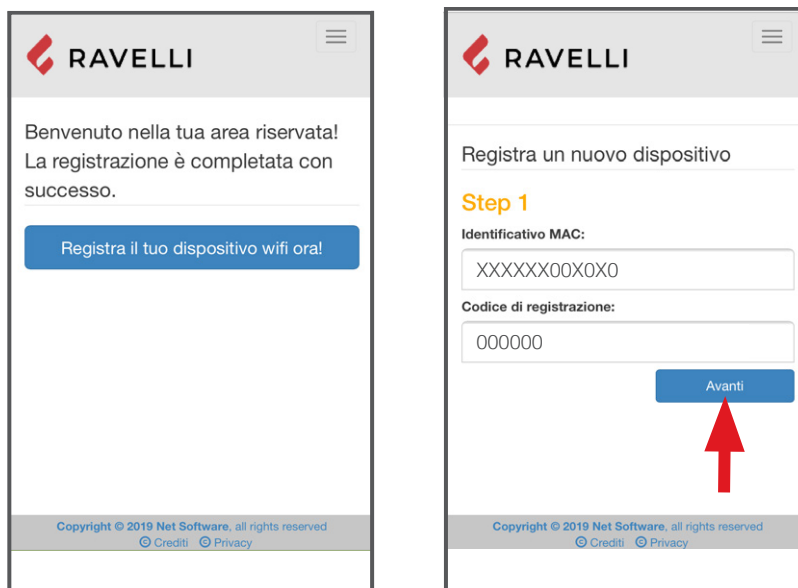 RAVELLI
Benvenuto nella tua area riservata!
La registrazione è completata con
successo.
Registra il tuo dispositivo wifi ora!
Copyright © 2019 Net Software, all rights reserved
© Crediti © Privacy
RAVELLI
Registra un nuovo dispositivo
Step 1
Identificativo MAC:
XXXXXX00X0X0
Codice di registrazione:
000000
Avanti
Copyright © 2019 Net Software, all rights reserved
© Crediti © Privacy